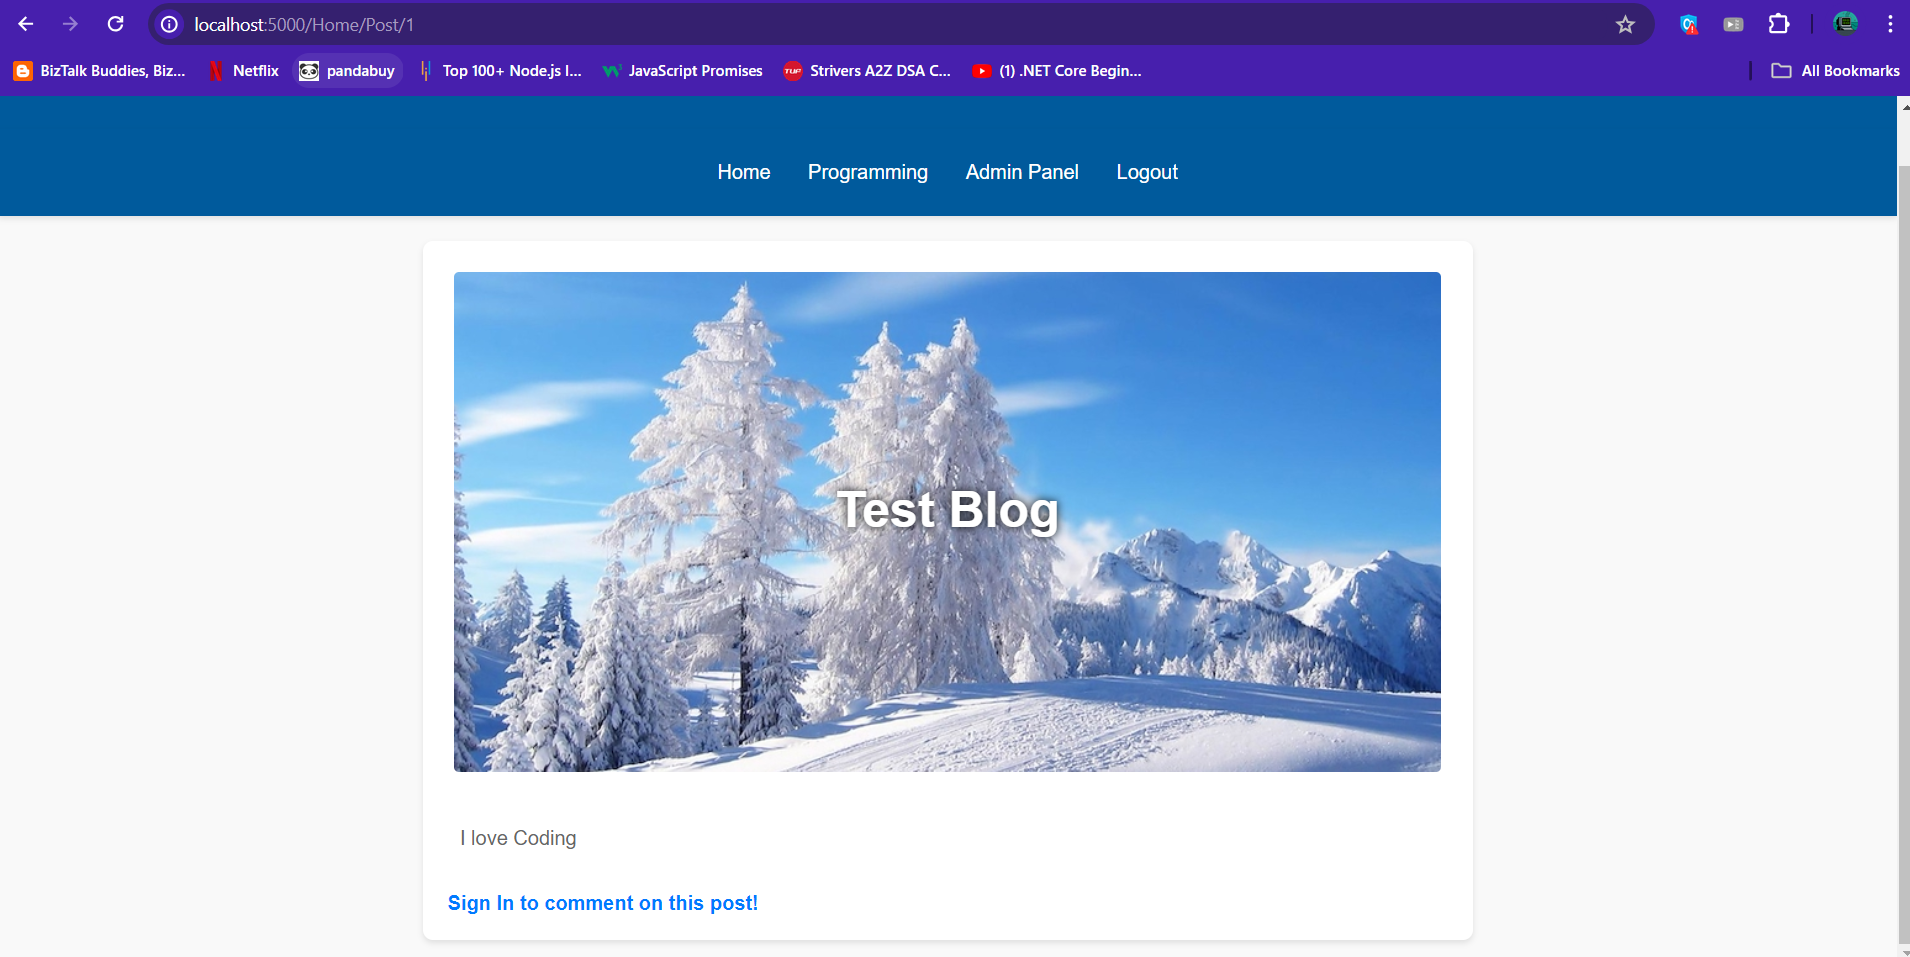 localhost:5000/Home/Post/1
BizTalk Buddies, Biz... Netflix pandabuy Top 100+ Node.js I... JavaScript Promises TUF Strivers A2Z DSA C... (1) .NET Core Begin... All Bookmarks
Home Programming Admin Panel Logout
Test Blog
I love Coding
Sign In to comment on this post!